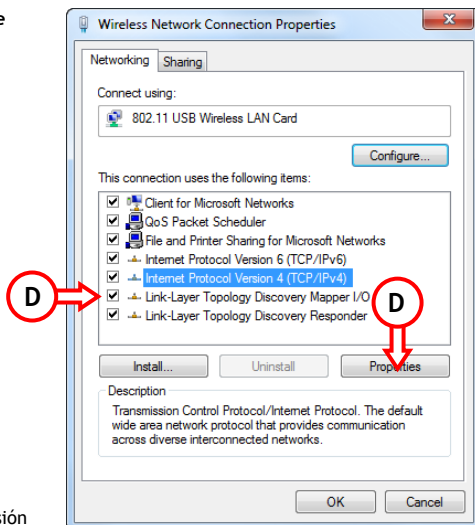 e
Wireless Network Connection Properties
Networking Sharing
Connect using:
802.11 USB Wireless LAN Card
Configure...
This connection uses the following items:
Client for Microsoft Networks
QoS Packet Scheduler
File and Printer Sharing for Microsoft Networks
Internet Protocol Version 6 (TCP/IPv6)
Internet Protocol Version 4 (TCP/IPv4)
D Link-Layer Topology Discovery Mapper I/O D
Link-Layer Topology Discovery Responder
Install... Uninstall Properties
Description
Transmission Control Protocol/Internet Protocol. The default
wide area network protocol that provides communication
across diverse interconnected networks.
OK Cancel
sión